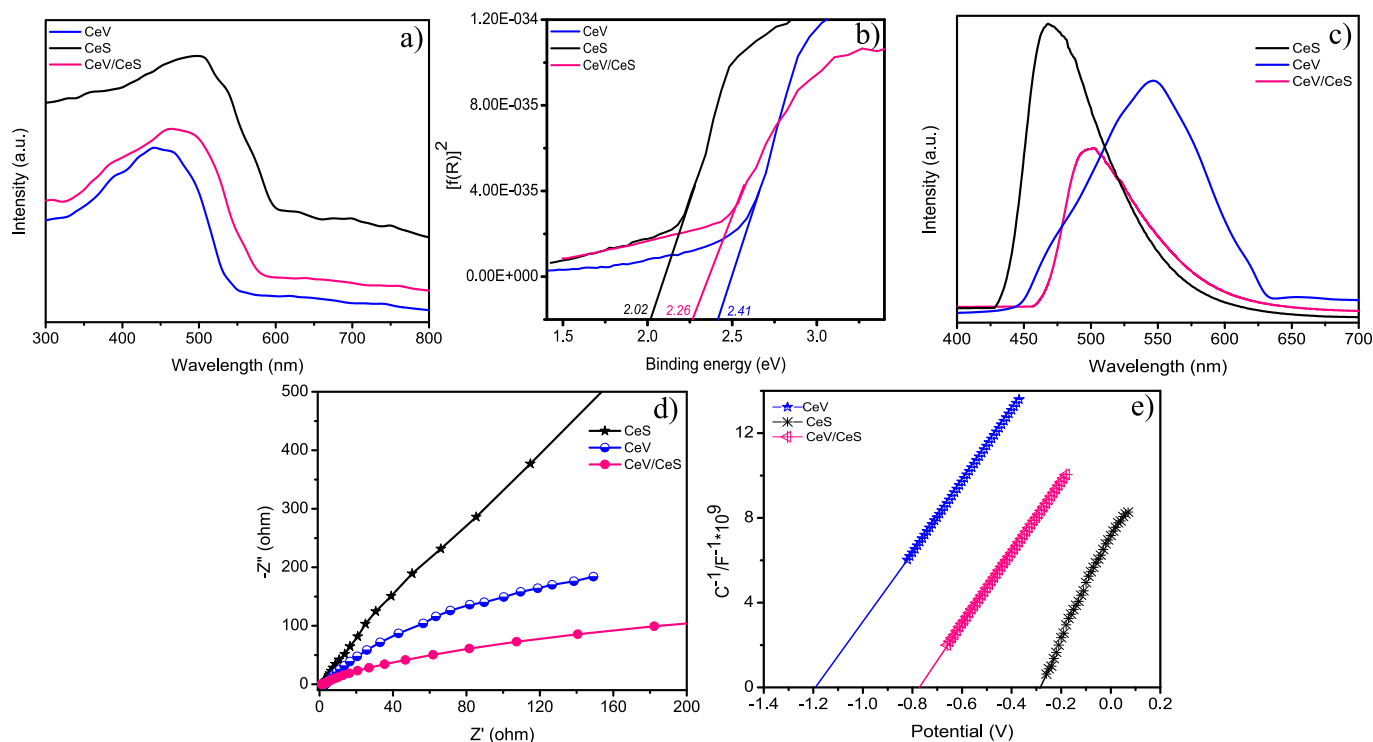 a)
CeV
CeS
CeV/CeS
Intensity (a.u.)
300 400 500 600 700 800
Wavelength (nm)
b)
CeV
CeS
CeV/CeS
[f(R)]²
1.20E-034
8.00E-035
4.00E-035
0.00E+000
2.02 2.26 2.41
1.5 2.0 2.5 3.0
Binding energy (eV)
c)
CeS
CeV
CeV/CeS
Intensity (a.u.)
400 450 500 550 600 650 700
Wavelength (nm)
d)
CeS
CeV
CeV/CeS
-Z" (ohm)
500
400
300
200
100
0
0 40 80 120 160 200
Z' (ohm)
e)
CeV
CeS
CeV/CeS
C⁻¹/F⁻¹*10⁹
12
8
4
0
-1.4 -1.2 -1.0 -0.8 -0.6 -0.4 -0.2 0.0 0.2
Potential (V)